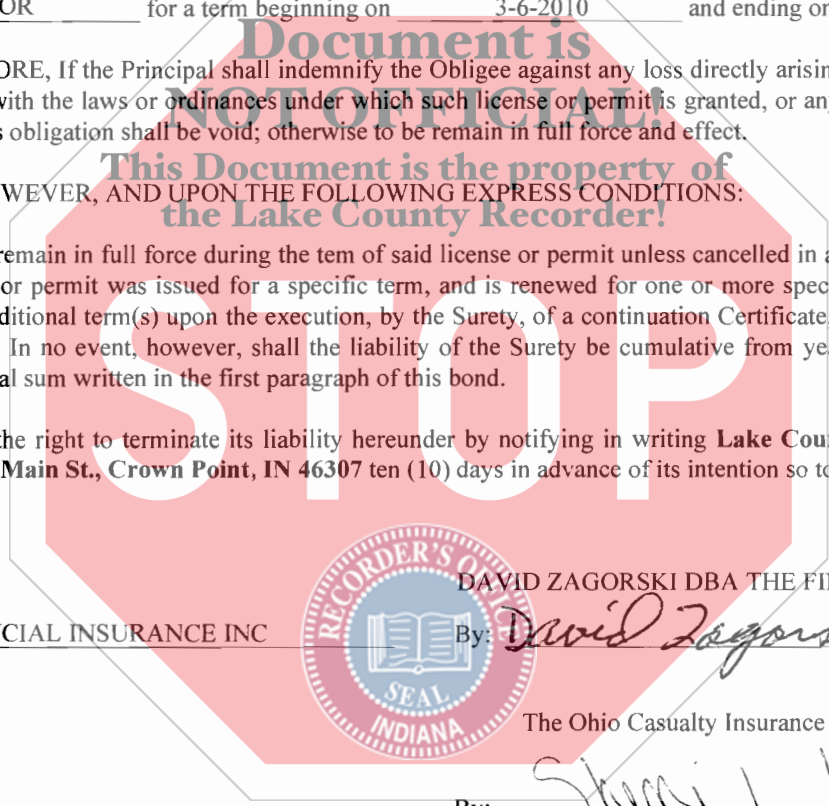 OR for a term beginning on 3-6-2010 and ending on
Document is
ORE, If the Principal shall indemnify the Obligee against any loss directly arisin
with the laws or ordinances under which such license or permit is granted, or any
NOT OFFICIAL!
s obligation shall be void; otherwise to be remain in full force and effect.
This Document is the property of
WEVER, AND UPON THE FOLLOWING EXPRESS CONDITIONS:
the Lake County Recorder!
remain in full force during the tem of said license or permit unless cancelled in a
or permit was issued for a specific term, and is renewed for one or more spec
ditional term(s) upon the execution, by the Surety, of a continuation Certificate,
In no event, however, shall the liability of the Surety be cumulative from ye
al sum written in the first paragraph of this bond.
STOP
the right to terminate its liability hereunder by notifying in writing Lake Cou
Main St., Crown Point, IN 46307 ten (10) days in advance of its intention so to
RECORDER'S OFFICE
DAVID ZAGORSKI DBA THE FI
CIAL INSURANCE INC By: David Zagors
SEAL
INDIANA
The Ohio Casualty Insurance
By: Sherri